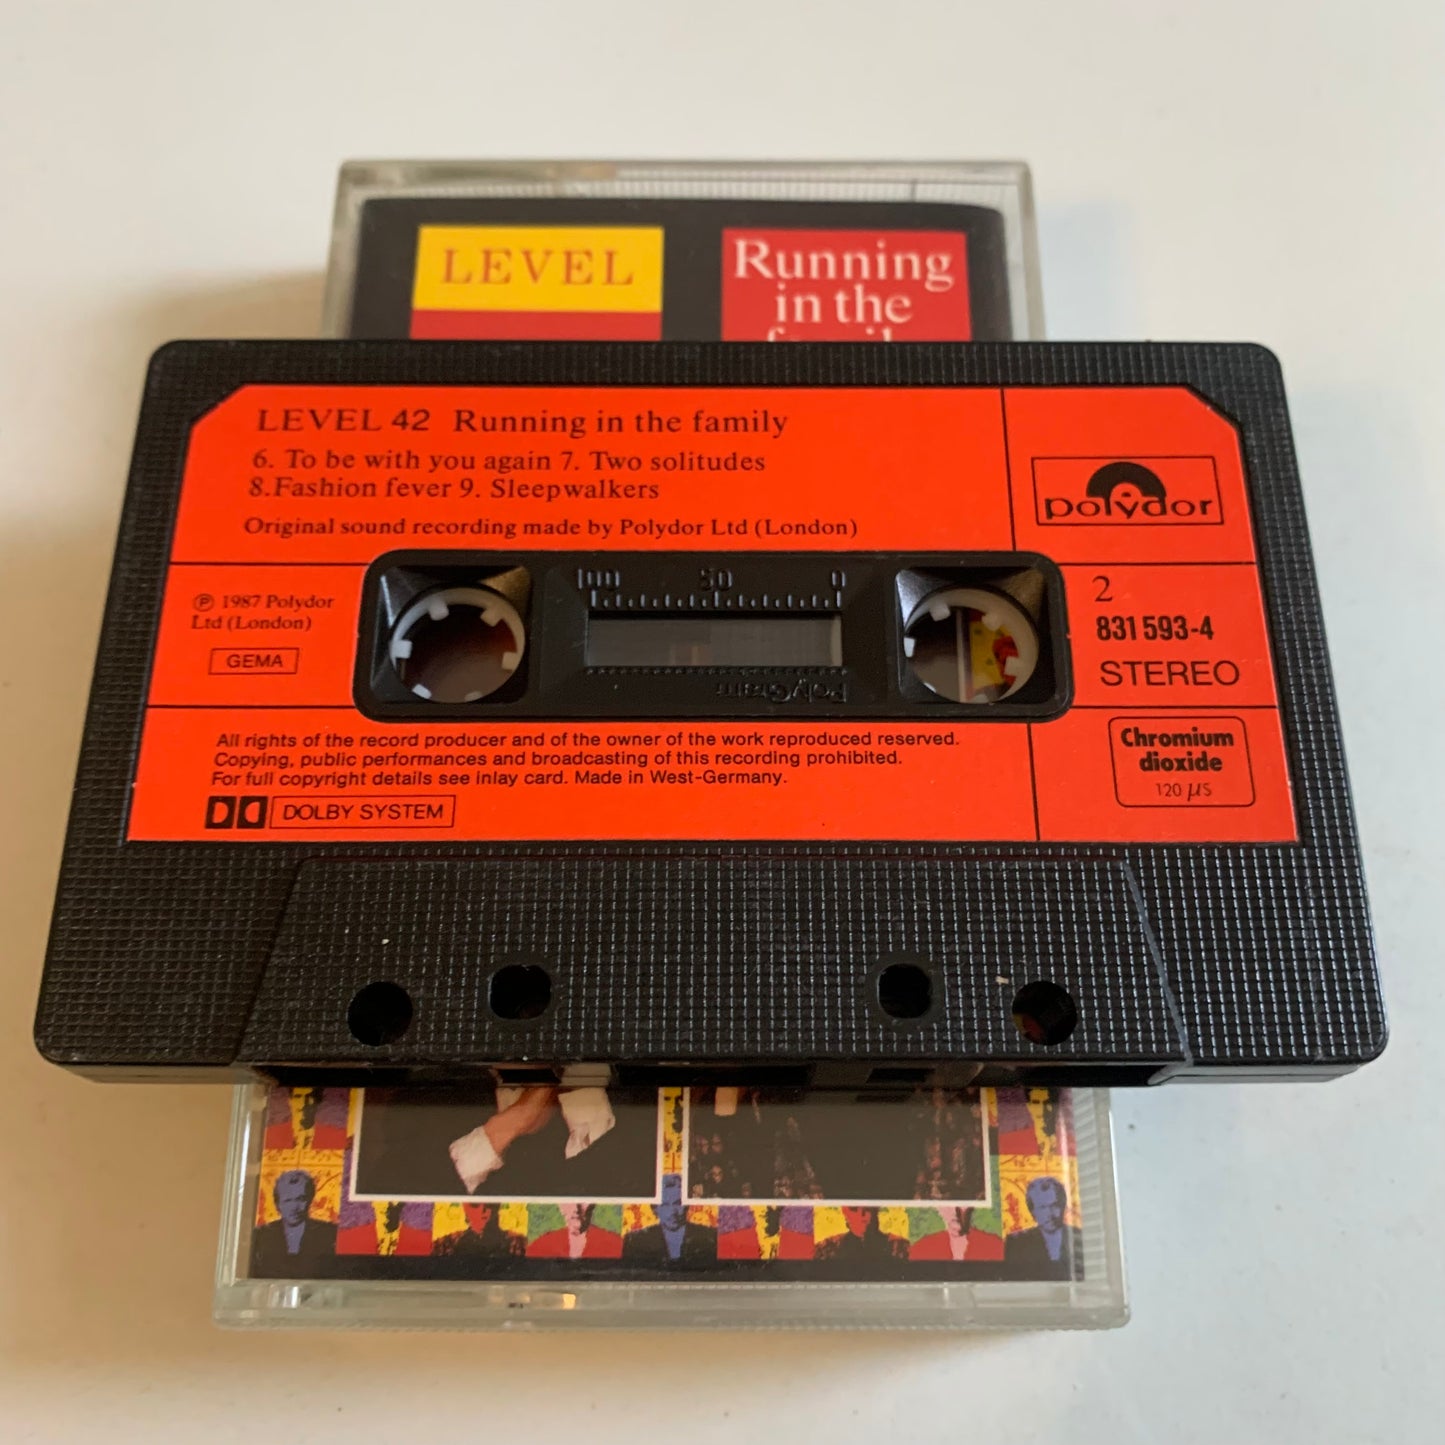 LEVEL
Running
in the
family
LEVEL 42 Running in the family
6. To be with you again 7. Two solitudes
8.Fashion fever 9. Sleepwalkers
Original sound recording made by Polydor Ltd (London)
polydor
℗ 1987 Polydor
Ltd (London)
GEMA
100 50 0
PolyGram
2
831 593-4
STEREO
All rights of the record producer and of the owner of the work reproduced reserved.
Copying, public performances and broadcasting of this recording prohibited.
For full copyright details see inlay card. Made in West-Germany.
DOLBY SYSTEM
Chromium
dioxide
120 µs